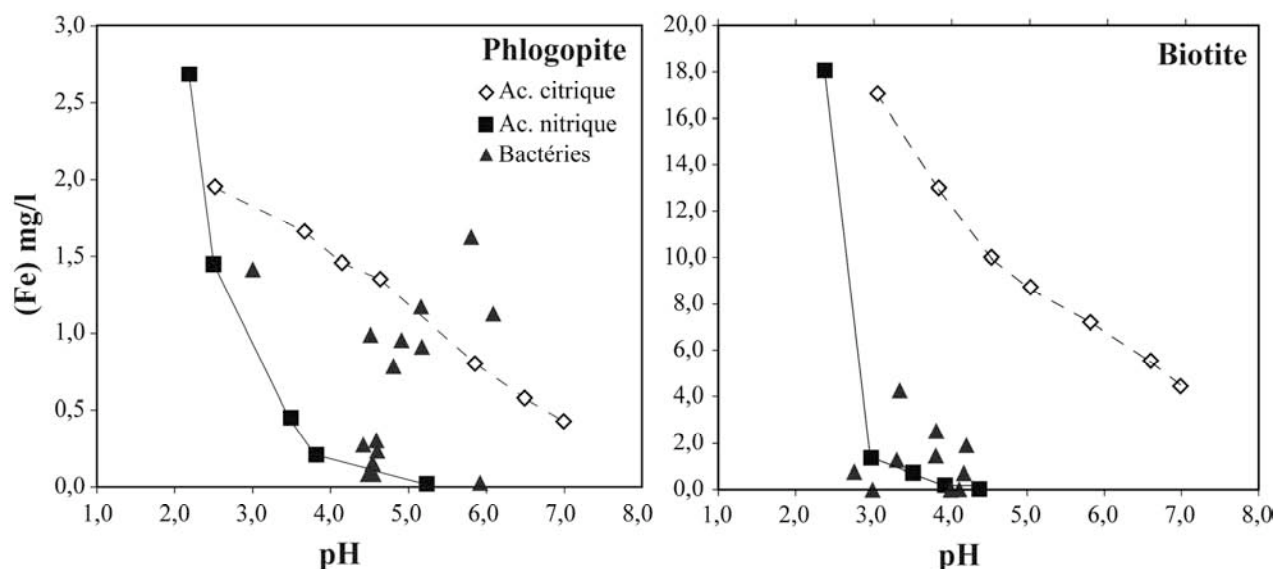 Phlogopite
Ac. citrique
Ac. nitrique
Bactéries
(Fe) mg/l
3,0
2,5
2,0
1,5
1,0
0,5
0,0
1,0 2,0 3,0 4,0 5,0 6,0 7,0 8,0
pH
Biotite
20,0
18,0
16,0
14,0
12,0
10,0
8,0
6,0
4,0
2,0
0,0
1,0 2,0 3,0 4,0 5,0 6,0 7,0 8,0
pH